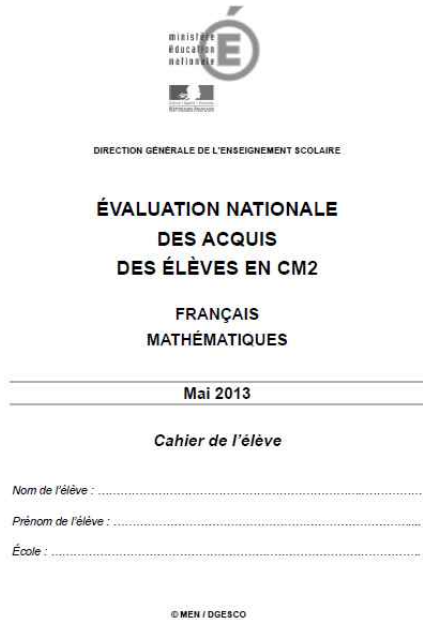 ministère
éducation
nationale
DIRECTION GÉNÉRALE DE L'ENSEIGNEMENT SCOLAIRE
ÉVALUATION NATIONALE
DES ACQUIS
DES ÉLÈVES EN CM2
FRANÇAIS
MATHÉMATIQUES
Mai 2013
Cahier de l'élève
Nom de l'élève :
Prénom de l'élève :
École :
© MEN / DGESCO